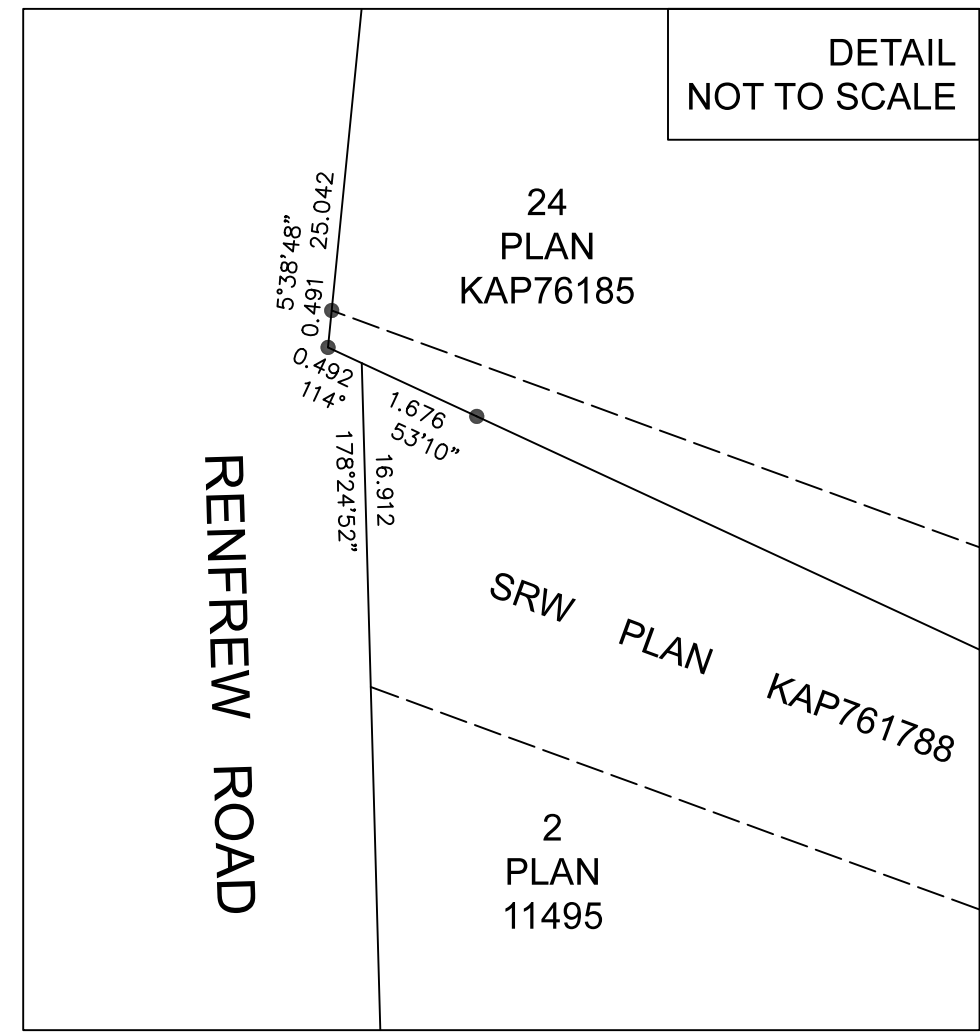 DETAIL
NOT TO SCALE
24
PLAN
KAP76185
25.042
5°38'48"
0.491
0.492
114°
1.676
53'10"
178°24'52"
16.912
RENFREW ROAD
SRW PLAN KAP761788
2
PLAN
11495